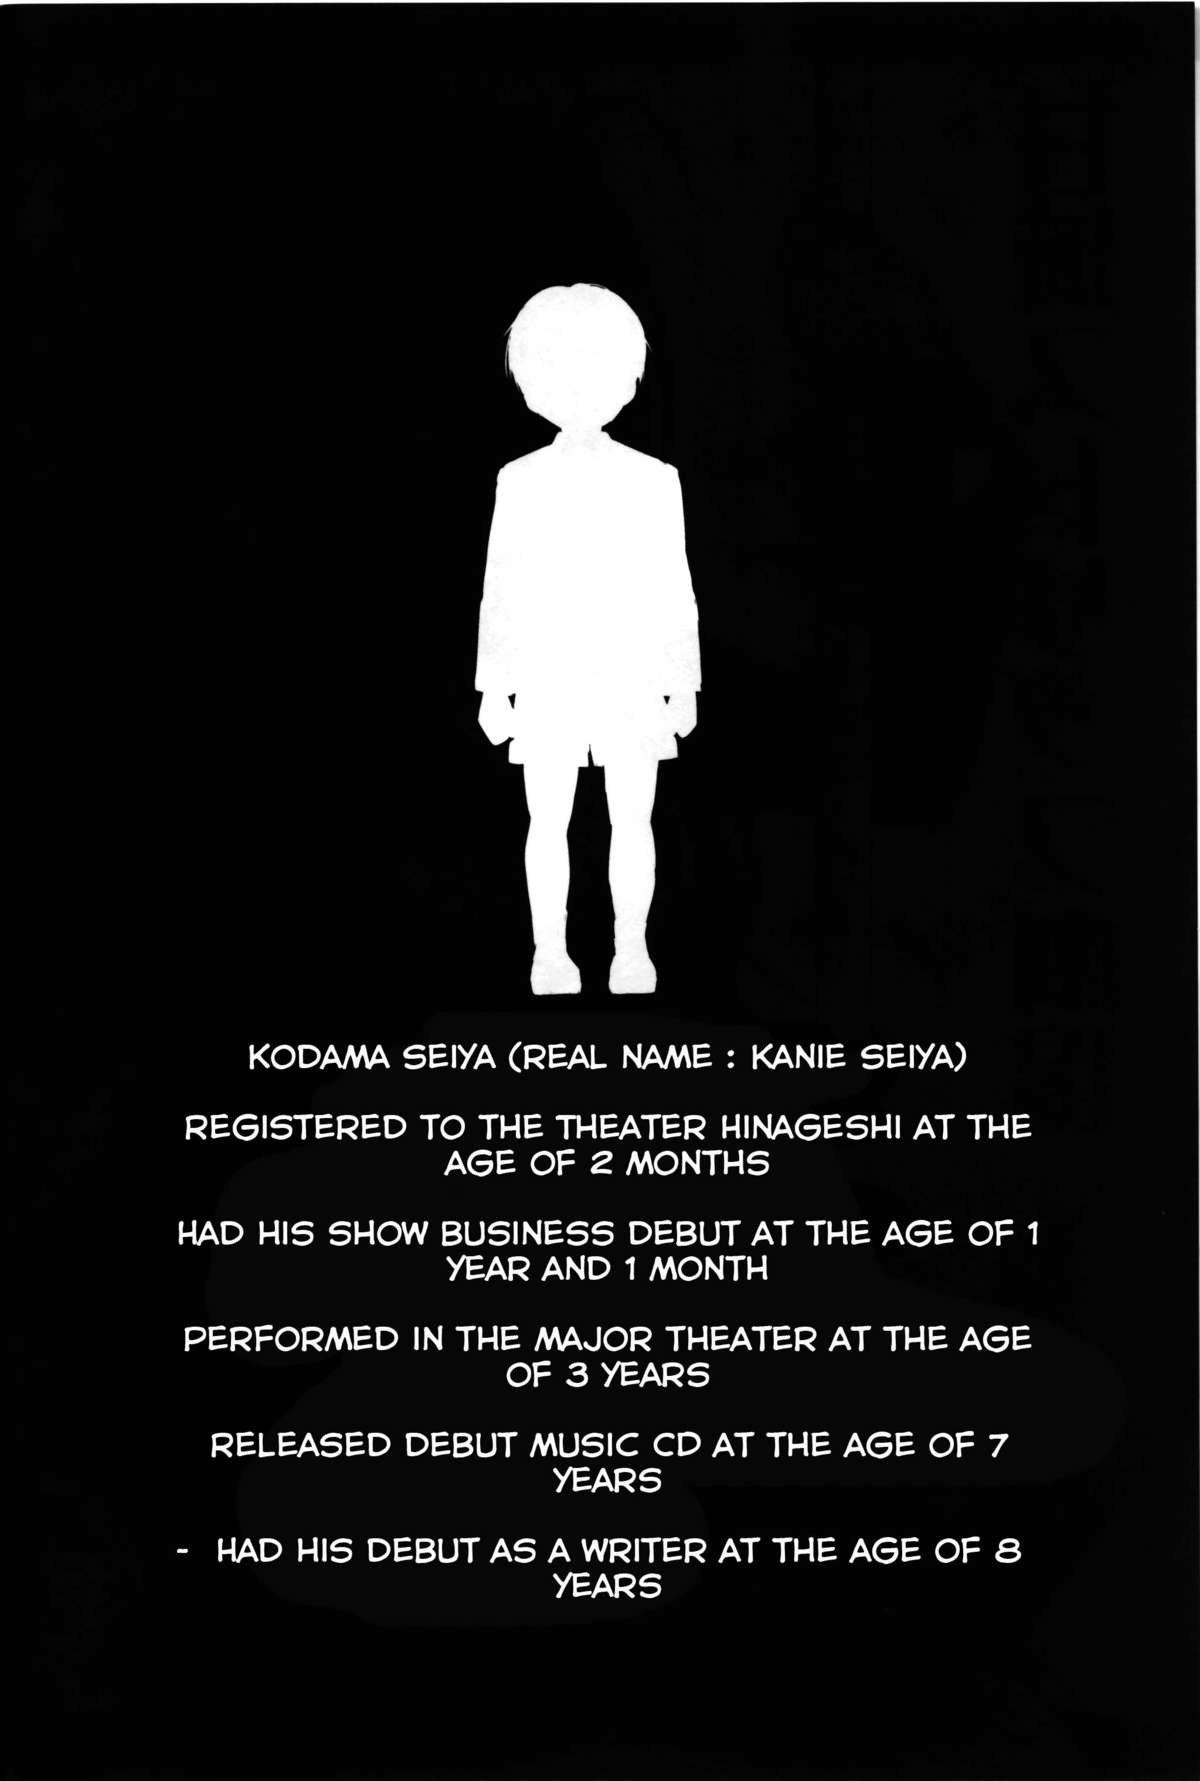 KODAMA SEIYA (REAL NAME : KANIE SEIYA)
REGISTERED TO THE THEATER HINAGESHI AT THE
AGE OF 2 MONTHS
HAD HIS SHOW BUSINESS DEBUT AT THE AGE OF 1
YEAR AND 1 MONTH
PERFORMED IN THE MAJOR THEATER AT THE AGE
OF 3 YEARS
RELEASED DEBUT MUSIC CD AT THE AGE OF 7
YEARS
- HAD HIS DEBUT AS A WRITER AT THE AGE OF 8
YEARS